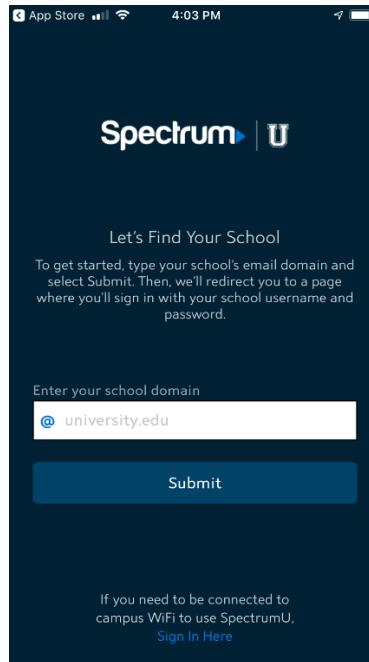 App Store 4:03 PM
Spectrum U
Let's Find Your School
To get started, type your school's email domain and
select Submit. Then, we'll redirect you to a page
where you'll sign in with your school username and
password.
Enter your school domain
@ university.edu
Submit
If you need to be connected to
campus WiFi to use SpectrumU,
Sign In Here